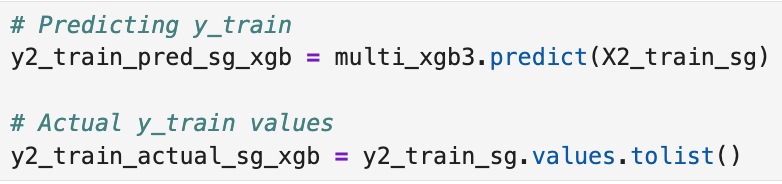 # Predicting y_train
y2_train_pred_sg_xgb = multi_xgb3.predict(X2_train_sg)
# Actual y_train values
y2_train_actual_sg_xgb = y2_train_sg.values.tolist()